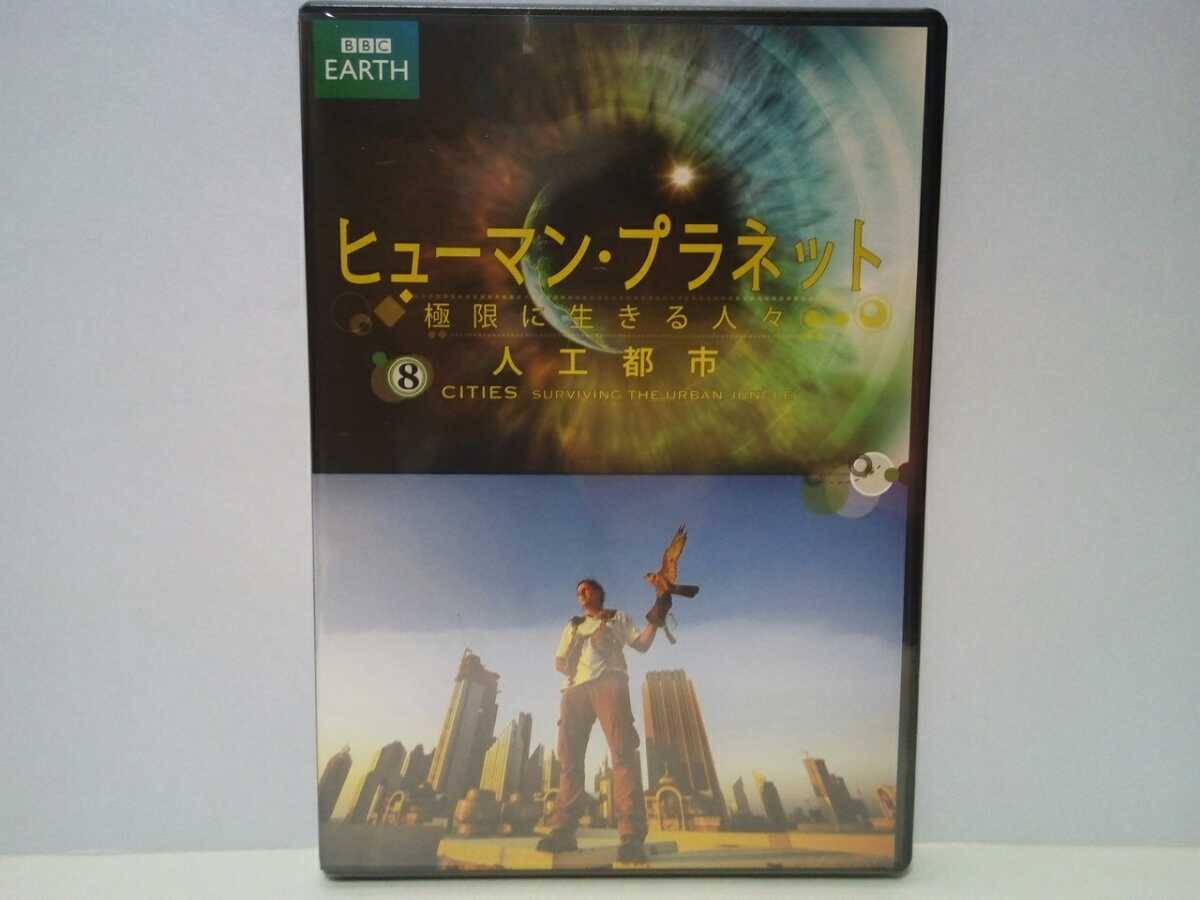 BBC
EARTH
ヒューマン・プラネット
極限に生きる人々
人工都市
8
CITIES SURVIVING THE URBAN JUNGLE